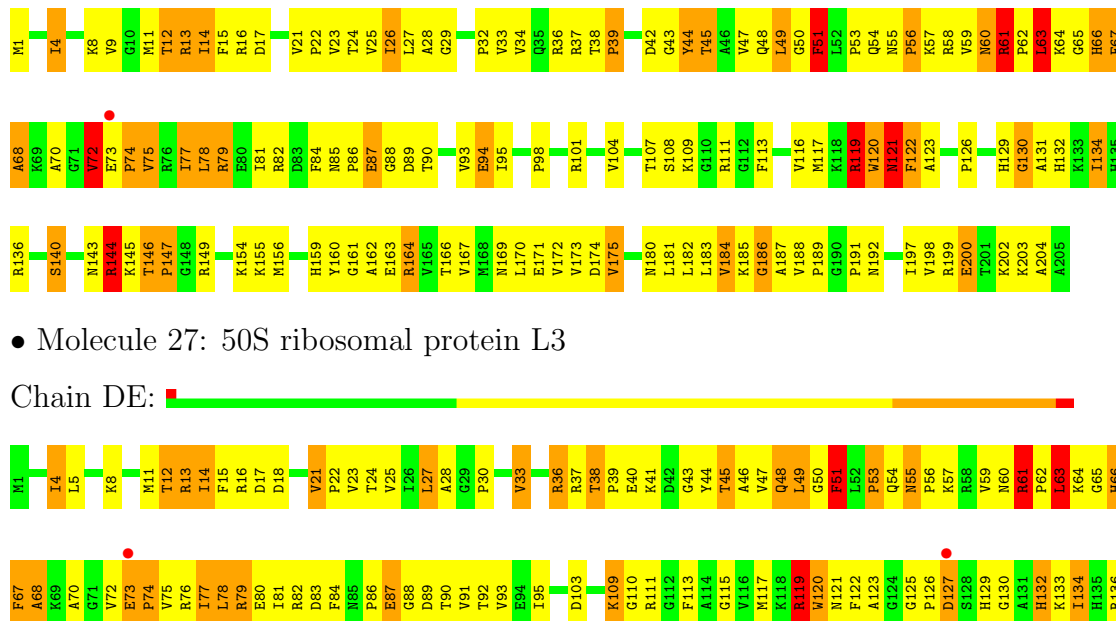 M1 I4 K8 V9 G10 M11 T12 R13 I14 F15 R16 D17 V21 P22 V23 T24 V25 I26 L27 A28 G29 P32 V33 V34 Q35 R36 R37 T38 P39 D42 G43 Y44 T45 A46 V47 Q48 L49 G50 F51 L52 P53 Q54 N55 P56 K57 R58 V59 N60 R61 P62 L63 K64 G65 H66 F67
A68 K69 A70 G71 V72 E73 P74 V75 R76 I77 L78 R79 E80 I81 R82 D83 F84 N85 P86 E87 G88 D89 T90 V93 E94 I95 P98 R101 V104 T107 S108 K109 G110 R111 G112 F113 V116 M117 K118 R119 W120 N121 F122 A123 P126 H129 G130 A131 H132 K133 I134 H135
R136 S140 N143 R144 K145 T146 P147 G148 R149 K154 K155 M156 H159 Y160 G161 A162 E163 R164 V165 T166 V167 M168 N169 L170 E171 V172 V173 D174 V175 N180 L181 L182 L183 V184 K185 G186 A187 V188 P189 G190 P191 N192 I197 V198 R199 E200 T201 K202 K203 A204 A205
• Molecule 27: 50S ribosomal protein L3
Chain DE:
M1 I4 L5 K8 M11 T12 R13 I14 F15 R16 D17 D18 V21 P22 V23 T24 V25 I26 L27 A28 G29 P30 V33 R36 R37 T38 P39 E40 K41 D42 G43 Y44 T45 A46 V47 Q48 L49 G50 F51 L52 P53 Q54 N55 P56 K57 R58 V59 N60 R61 P62 L63 K64 G65 H66
F67 A68 K69 A70 G71 V72 E73 P74 V75 R76 I77 L78 R79 E80 I81 R82 D83 F84 N85 P86 E87 G88 D89 T90 V91 T92 V93 E94 I95 D103 K109 G110 R111 G112 F113 A114 G115 V116 M117 K118 R119 W120 N121 F122 A123 G124 G125 P126 D127 S128 H129 G130 A131 H132 K133 I134 H135 R136